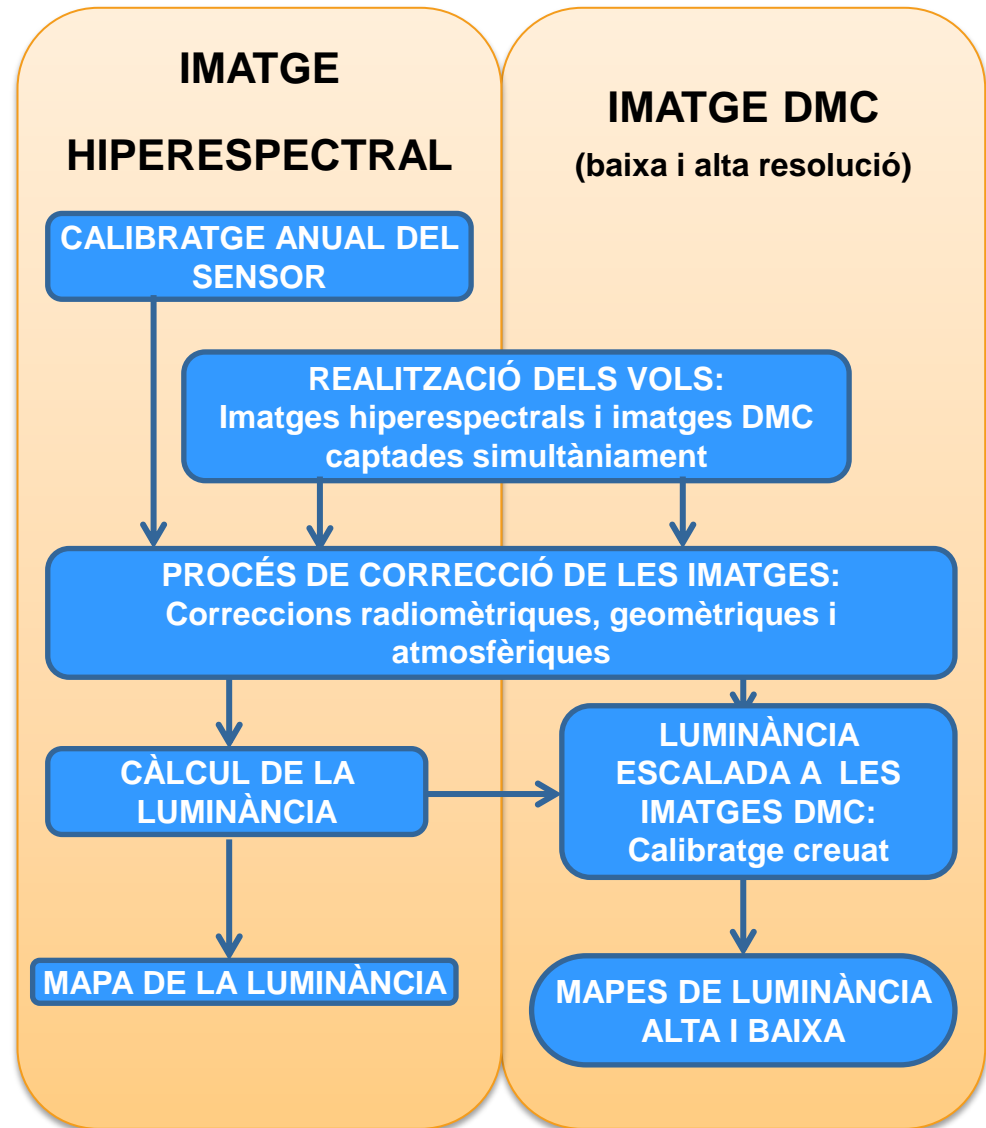 IMATGE
HIPERESPECTRAL
IMATGE DMC
(baixa i alta resolució)
CALIBRATGE ANUAL DEL
SENSOR
REALITZACIÓ DELS VOLS:
Imatges hiperespectrals i imatges DMC
captades simultàniament
PROCÉS DE CORRECCIÓ DE LES IMATGES:
Correccions radiomètriques, geomètriques i
atmosfèriques
CÀLCUL DE LA
LUMINÀNCIA
LUMINÀNCIA
ESCALADA A LES
IMATGES DMC:
Calibratge creuat
MAPA DE LA LUMINÀNCIA
MAPES DE LUMINÀNCIA
ALTA I BAIXA